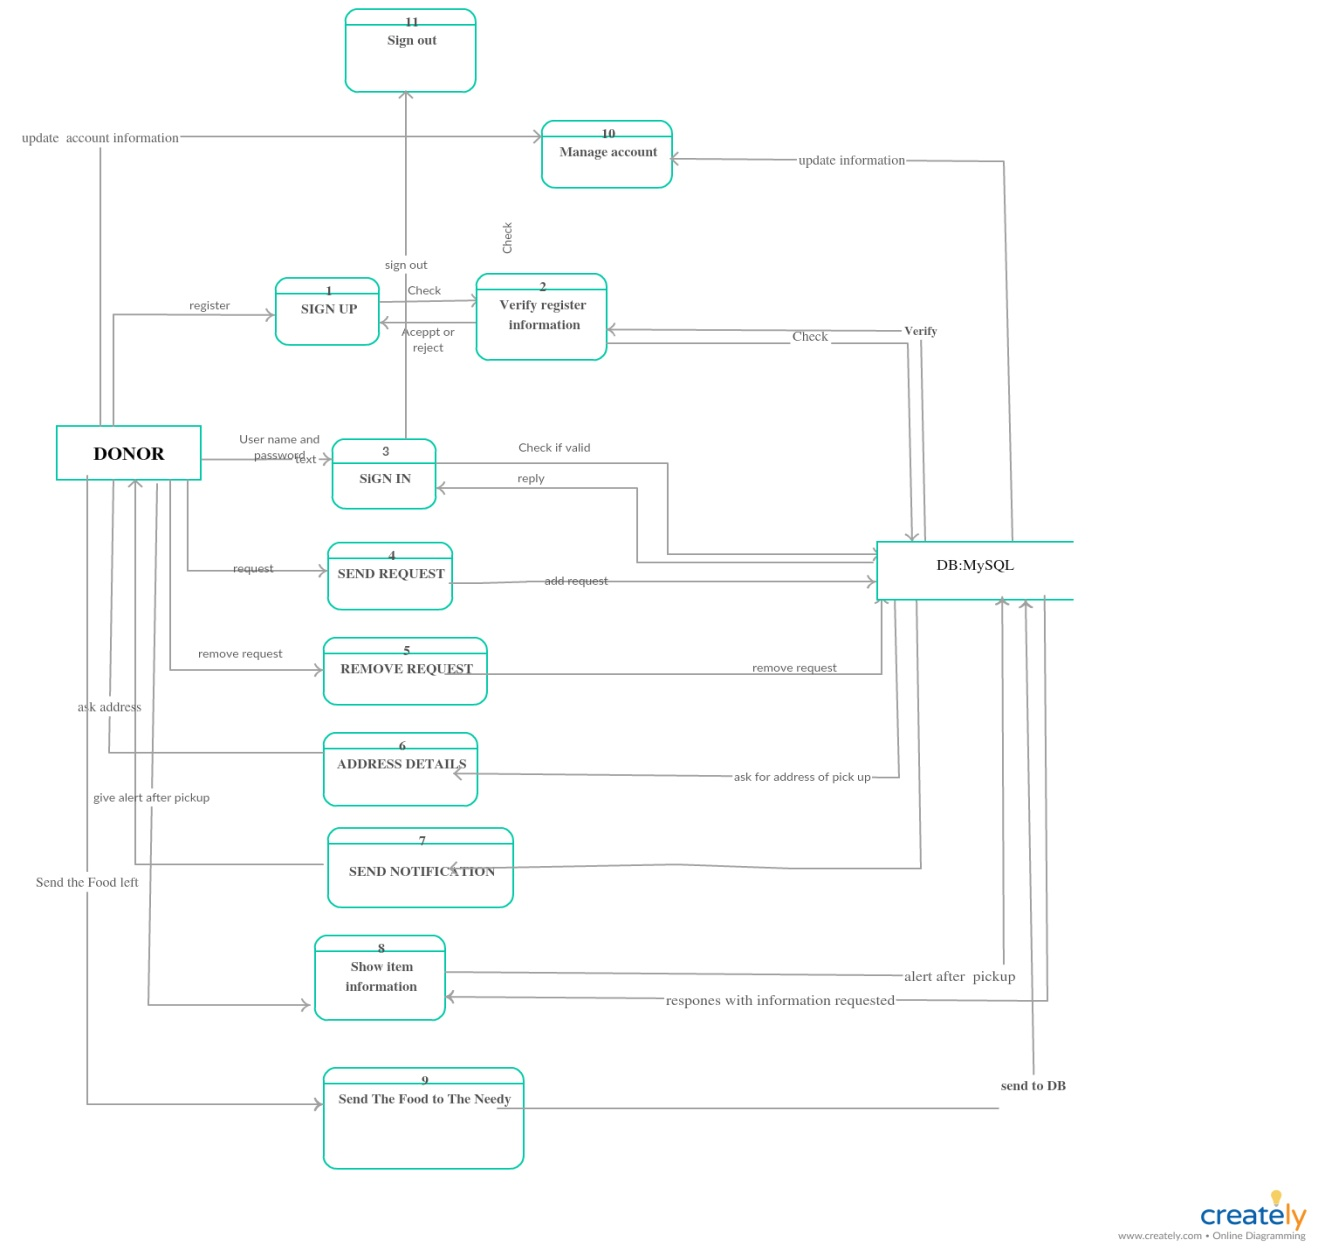 11
Sign out
update  account information
10
Manage account
update information
Check
sign out
1
SIGN UP
register
Check
Aceppt or
reject
2
Verify register
information
Verify
Check
DONOR
User name and
password
text
3
SiGN IN
Check if valid
reply
4
SEND REQUEST
request
add request
DB:MySQL
5
REMOVE REQUEST
remove request
remove request
ask address
6
ADDRESS DETAILS
ask for address of pick up
give alert after pickup
7
SEND NOTIFICATION
Send the Food left
8
Show item
information
alert after  pickup
respones with information requested
9
Send The Food to The Needy
send to DB
creately
www.creately.com • Online Diagramming